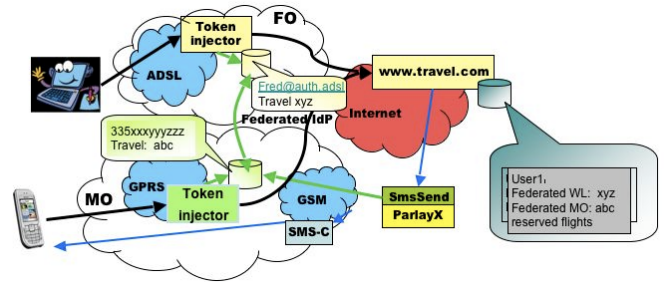 Token
injector
FO
ADSL
www.travel.com
Fred@auth.adsl
Travel xyz
Federated IdP
Internet
335xxxyyyzzz
Travel: abc
MO
GPRS
Token
injector
GSM
SMS-C
SmsSend
ParlayX
User1,
Federated WL: xyz
Federated MO: abc
reserved flights